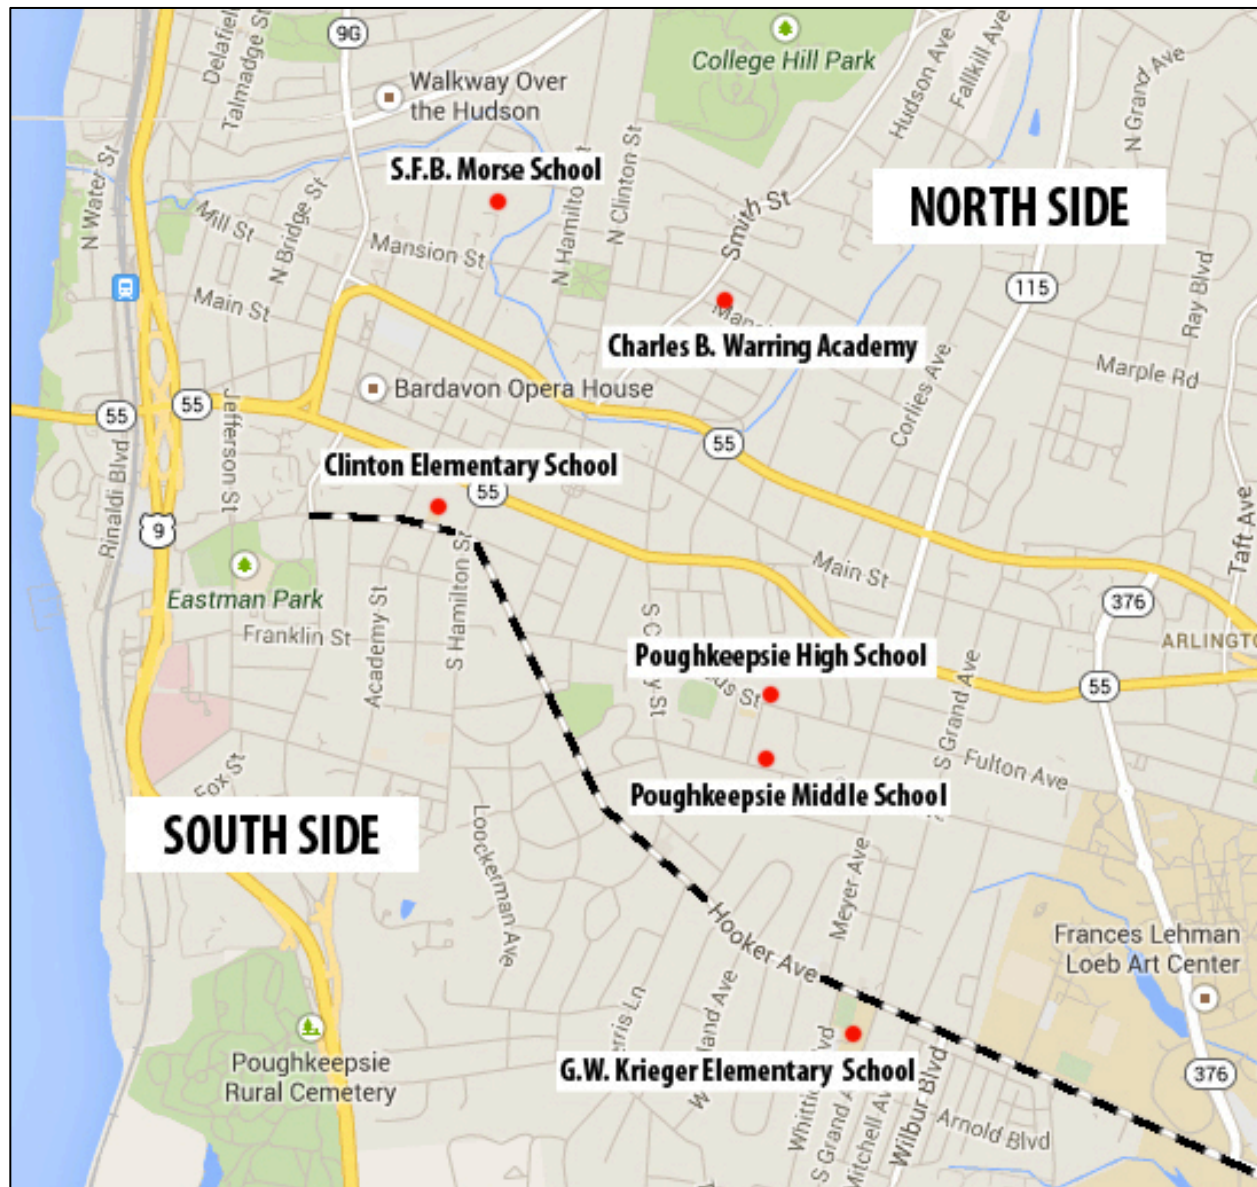 Delafield
Talmadge St
9G
College Hill Park
Hudson Ave
Fallkill Ave
N Grand Ave
Walkway Over
the Hudson
S.F.B. Morse School
N Water St
Mill St
N Bridge St
Mansion St
N Hamilton
N Clinton St
Smith St
NORTH SIDE
Main St
115
Ray Blvd
Charles B. Warring Academy
Marple Rd
Corlies Ave
Bardavon Opera House
55
55
55
Jefferson St
Rinaldi Blvd
Clinton Elementary School
55
9
Main St
Taft Ave
Eastman Park
Franklin St
Academy St
S Hamilton St
376
ARLINGTO
Poughkeepsie High School
55
S Grand Ave
Fulton Ave
Poughkeepsie Middle School
Fox St
SOUTH SIDE
Loockerman Ave
Meyer Ave
Hooker Ave
Frances Lehman
Loeb Art Center
Poughkeepsie
Rural Cemetery
G.W. Krieger Elementary School
376
S Grand A
Mitchell Av
Wilbur Blvd
Arnold Blvd